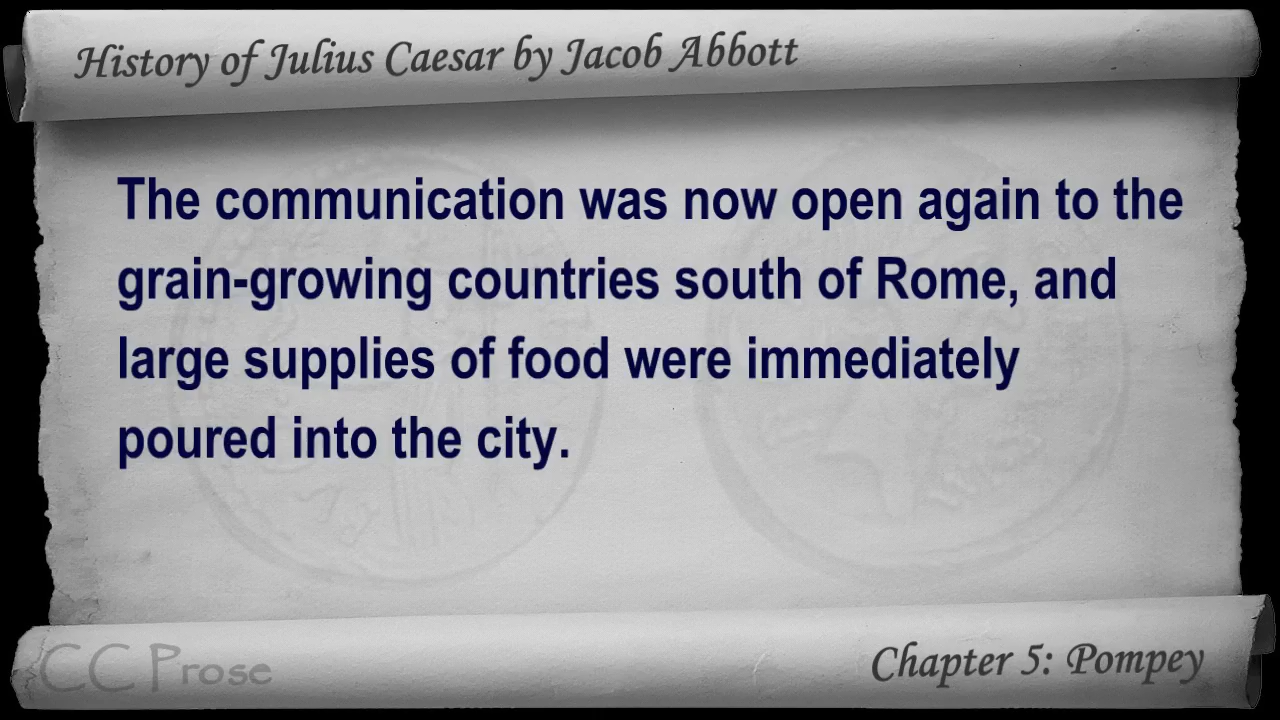 History of Julius Caesar by Jacob Abbott
The communication was now open again to the
grain-growing countries south of Rome, and
large supplies of food were immediately
poured into the city.
CC Prose
Chapter 5: Pompey